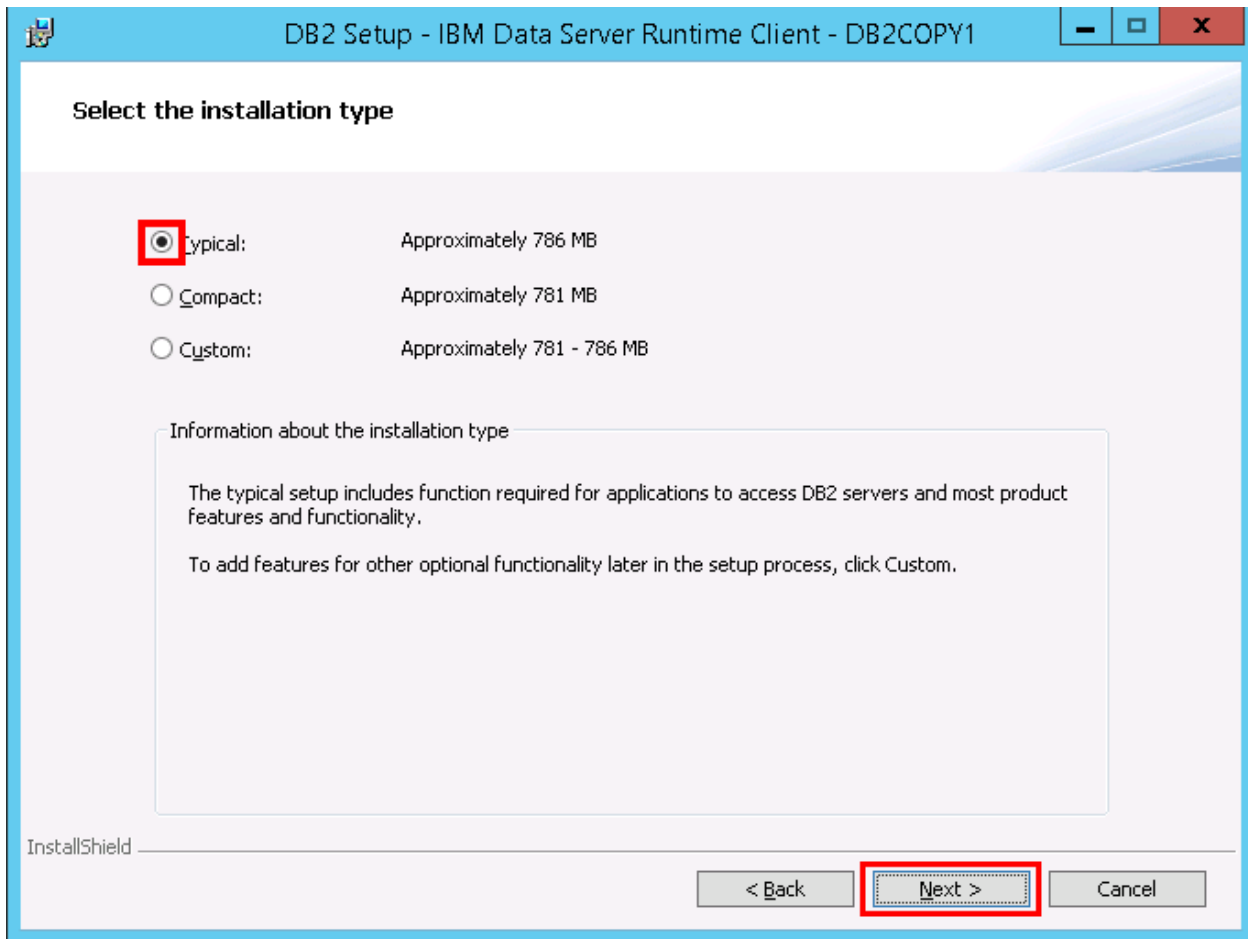 DB2 Setup - IBM Data Server Runtime Client - DB2COPY1
Select the installation type
Typical: Approximately 786 MB
Compact: Approximately 781 MB
Custom: Approximately 781 - 786 MB
Information about the installation type
The typical setup includes function required for applications to access DB2 servers and most product
features and functionality.
To add features for other optional functionality later in the setup process, click Custom.
InstallShield
< Back Next > Cancel